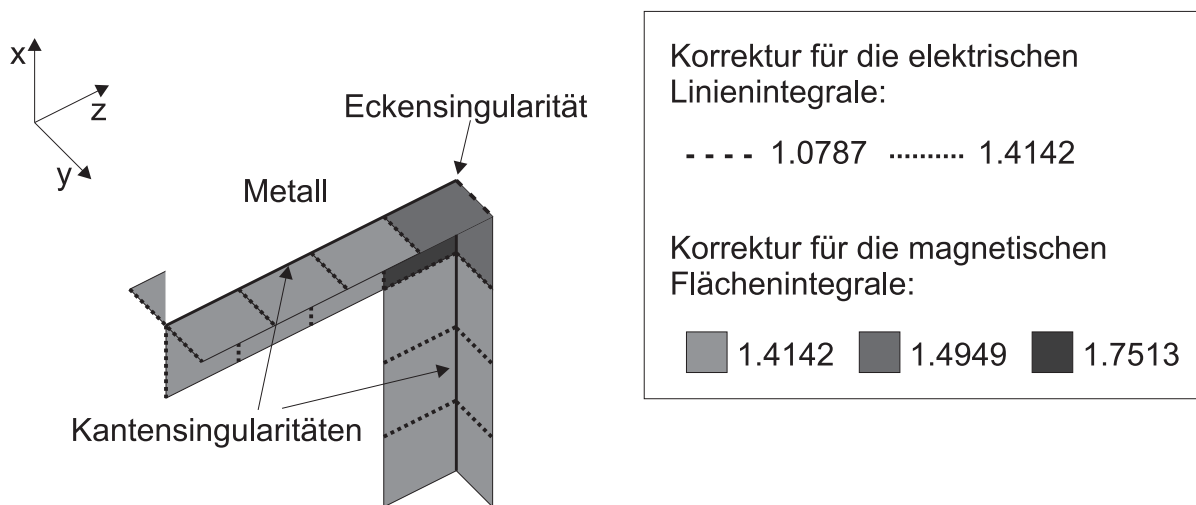 x
z
y
Eckensingularität
Metall
Kantensingularitäten
Korrektur für die elektrischen
Linienintegrale:
1.0787 1.4142
Korrektur für die magnetischen
Flächenintegrale:
1.4142 1.4949 1.7513